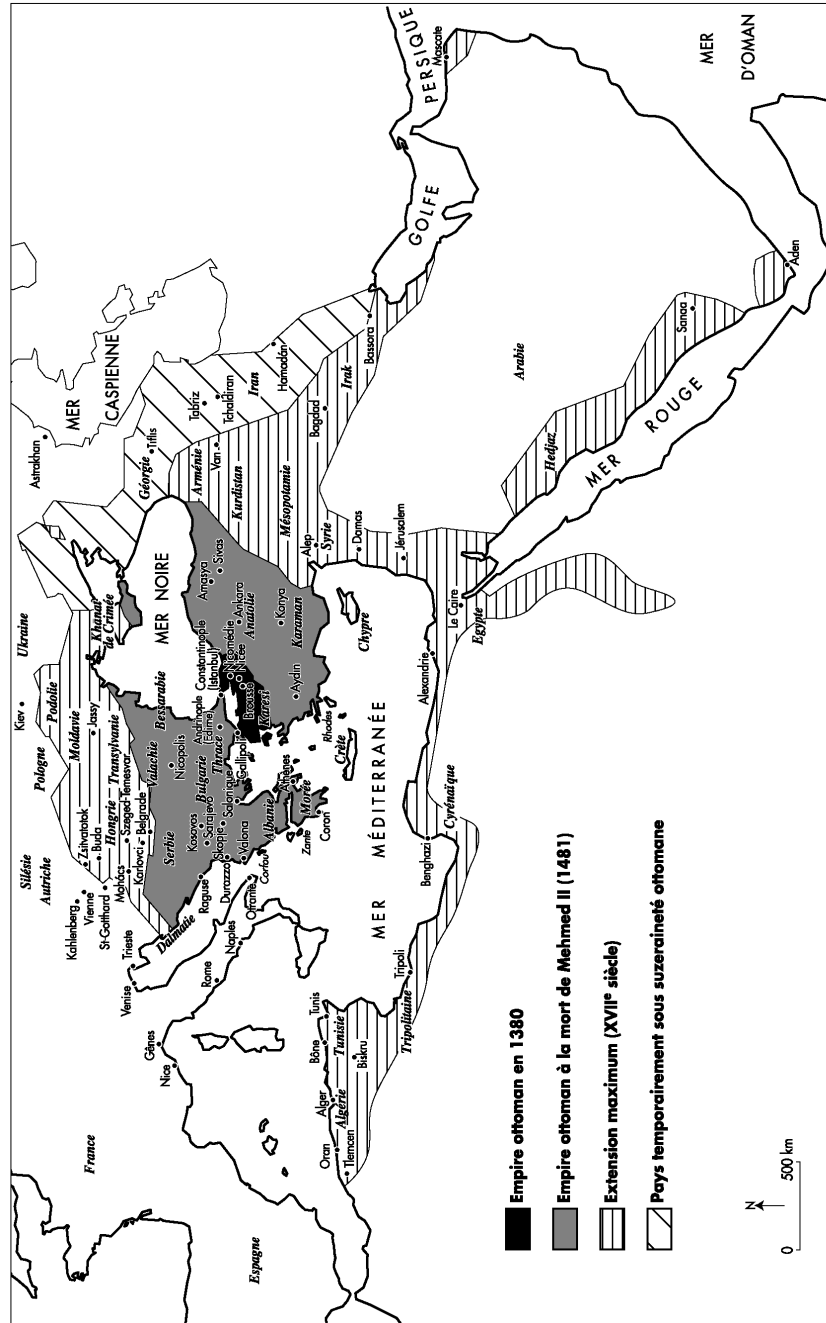 Silésie
Autriche
Pologne
Ukraine
Kiev
Podolie
Moldavie
Jassy
Kahlenberg
Vienne
St-Gotthard
Zsitvatotok
Buda
Hongrie
Transylvanie
Mohács
Szeged-Temesvar
Karlovci
Belgrade
Khanat
de Crimée
Astrakhan
MER
CASPIENNE
France
Gênes
Nice
Venise
Trieste
Dalmatie
Rome
Naples
Raguse
Otrante
Serbie
Valachie
Bessarabie
Nicopolis
Kosovas
Sarajevo
Bulgarie
Skopje
Durazzo
Valona
Corfou
Albanie
Salonique
Thrace
Andrinople
(Edirne)
Gallipoli
Constantinople
(Istanbul)
Nicomédie
Nicée
Brousse
Karesi
MER NOIRE
Géorgie
Tiflis
Arménie
Van
Tabriz
Tchaldiran
Iran
Hamadán
Kurdistan
Mésopotamie
Amasya
Sivas
Ankara
Anatolie
Kanya
Karaman
Aydin
Athènes
Morée
Zante
Coran
Rhodes
Crète
Chypre
Alep
Syrie
Damas
Jérusalem
Bagdad
Irak
Bassora
GOLFE
PERSIQUE
Mascate
MER
D'OMAN
Arabie
Hedjaz
MER ROUGE
Sanaa
Aden
Le Caire
Egypte
Alexandrie
MER MÉDITERRANÉE
Cyrénaïque
Benghazi
Tripoli
Tripolitaine
Tunis
Tunisie
Bône
Biskru
Alger
Algérie
Oran
Tlemcen
Espagne
Empire ottoman en 1380
Empire ottoman à la mort de Mehmed II (1481)
Extension maximum (XVIIe siècle)
Pays temporairement sous suzeraineté ottomane
N
0 500 km